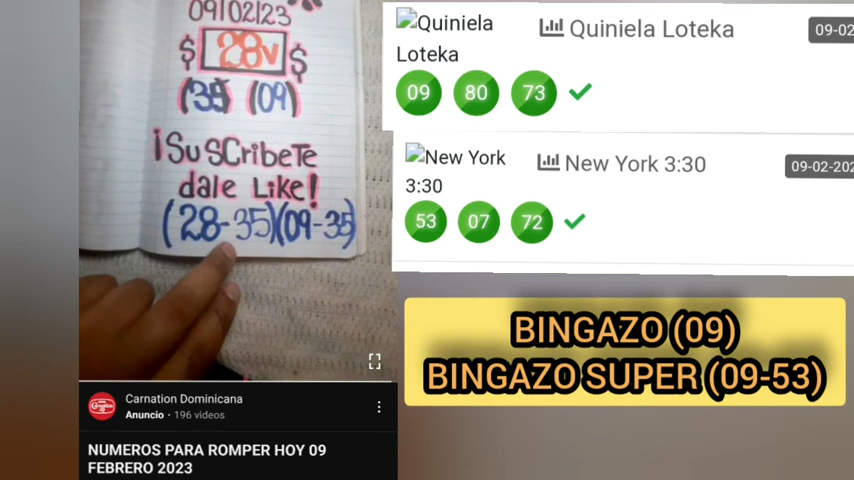 09/02/23
$ 28v $
(35) (09)
¡SuSCribeTe
dale Like!
(28-35)(09-35)
Carnation Dominicana
Anuncio · 196 videos
NUMEROS PARA ROMPER HOY 09
FEBRERO 2023
Quiniela
Loteka
Quiniela Loteka
09-02
09 80 73
New York
3:30
New York 3:30
09-02-202
53 07 72
BINGAZO (09)
BINGAZO SUPER (09-53)